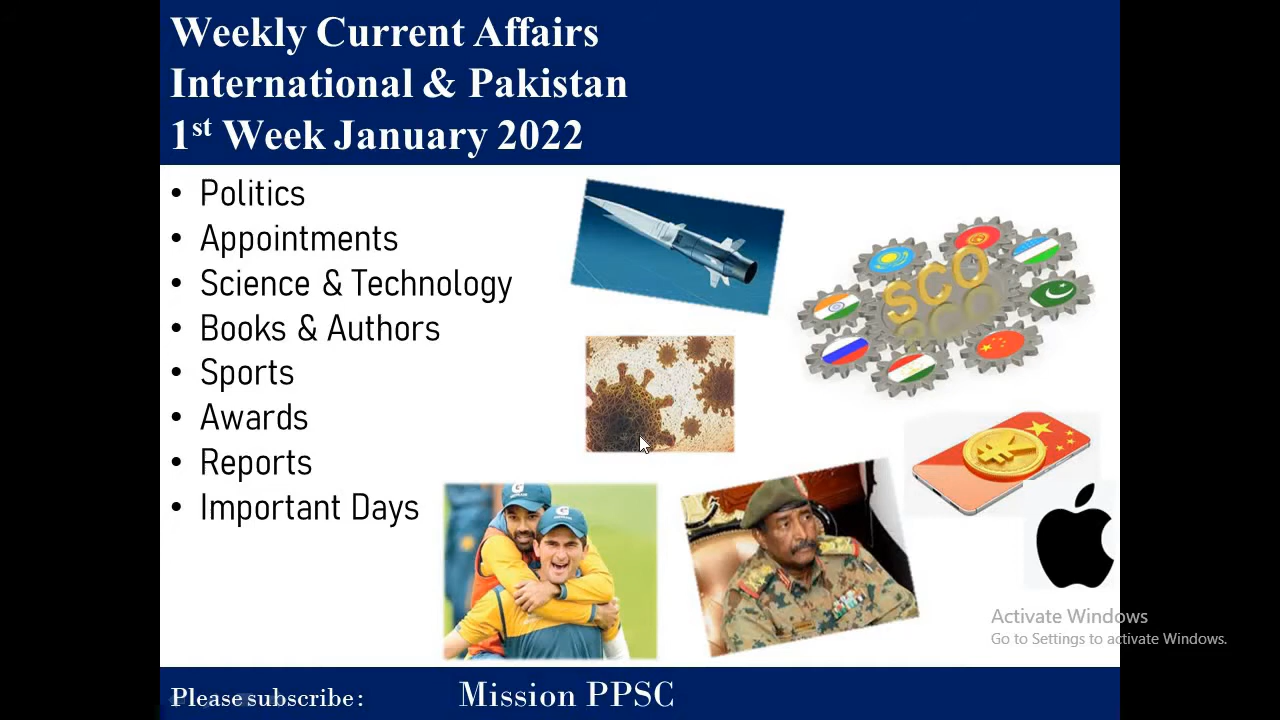 Weekly Current Affairs
International & Pakistan
1st Week January 2022
• Politics
• Appointments
• Science & Technology
• Books & Authors
• Sports
• Awards
• Reports
• Important Days
SCO
G
G
Activate Windows
Go to Settings to activate Windows.
Please subscribe :
Mission PPSC